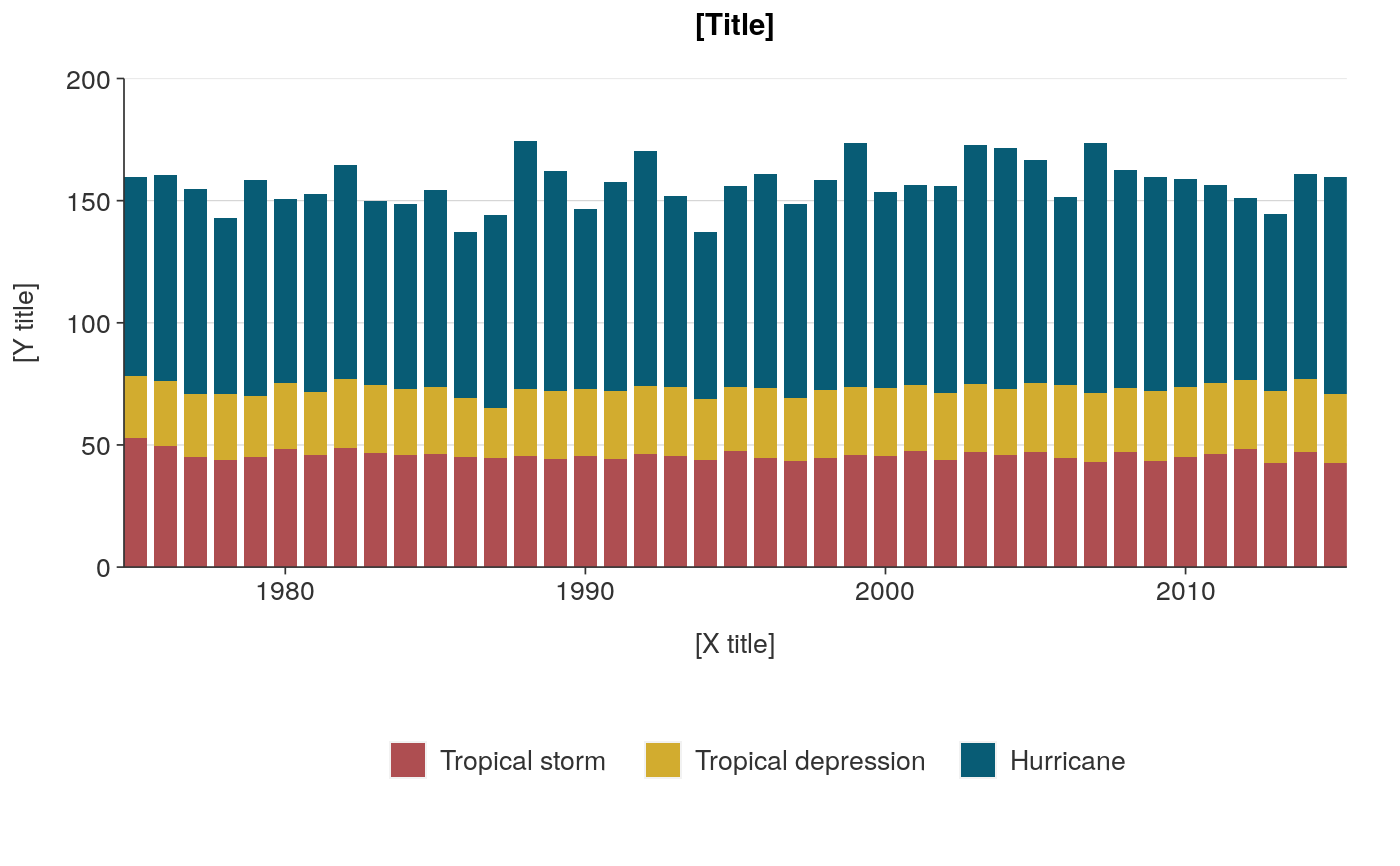 [Title]
200
150
100
50
0
[Y title]
1980 1990 2000 2010
[X title]
Tropical storm Tropical depression Hurricane